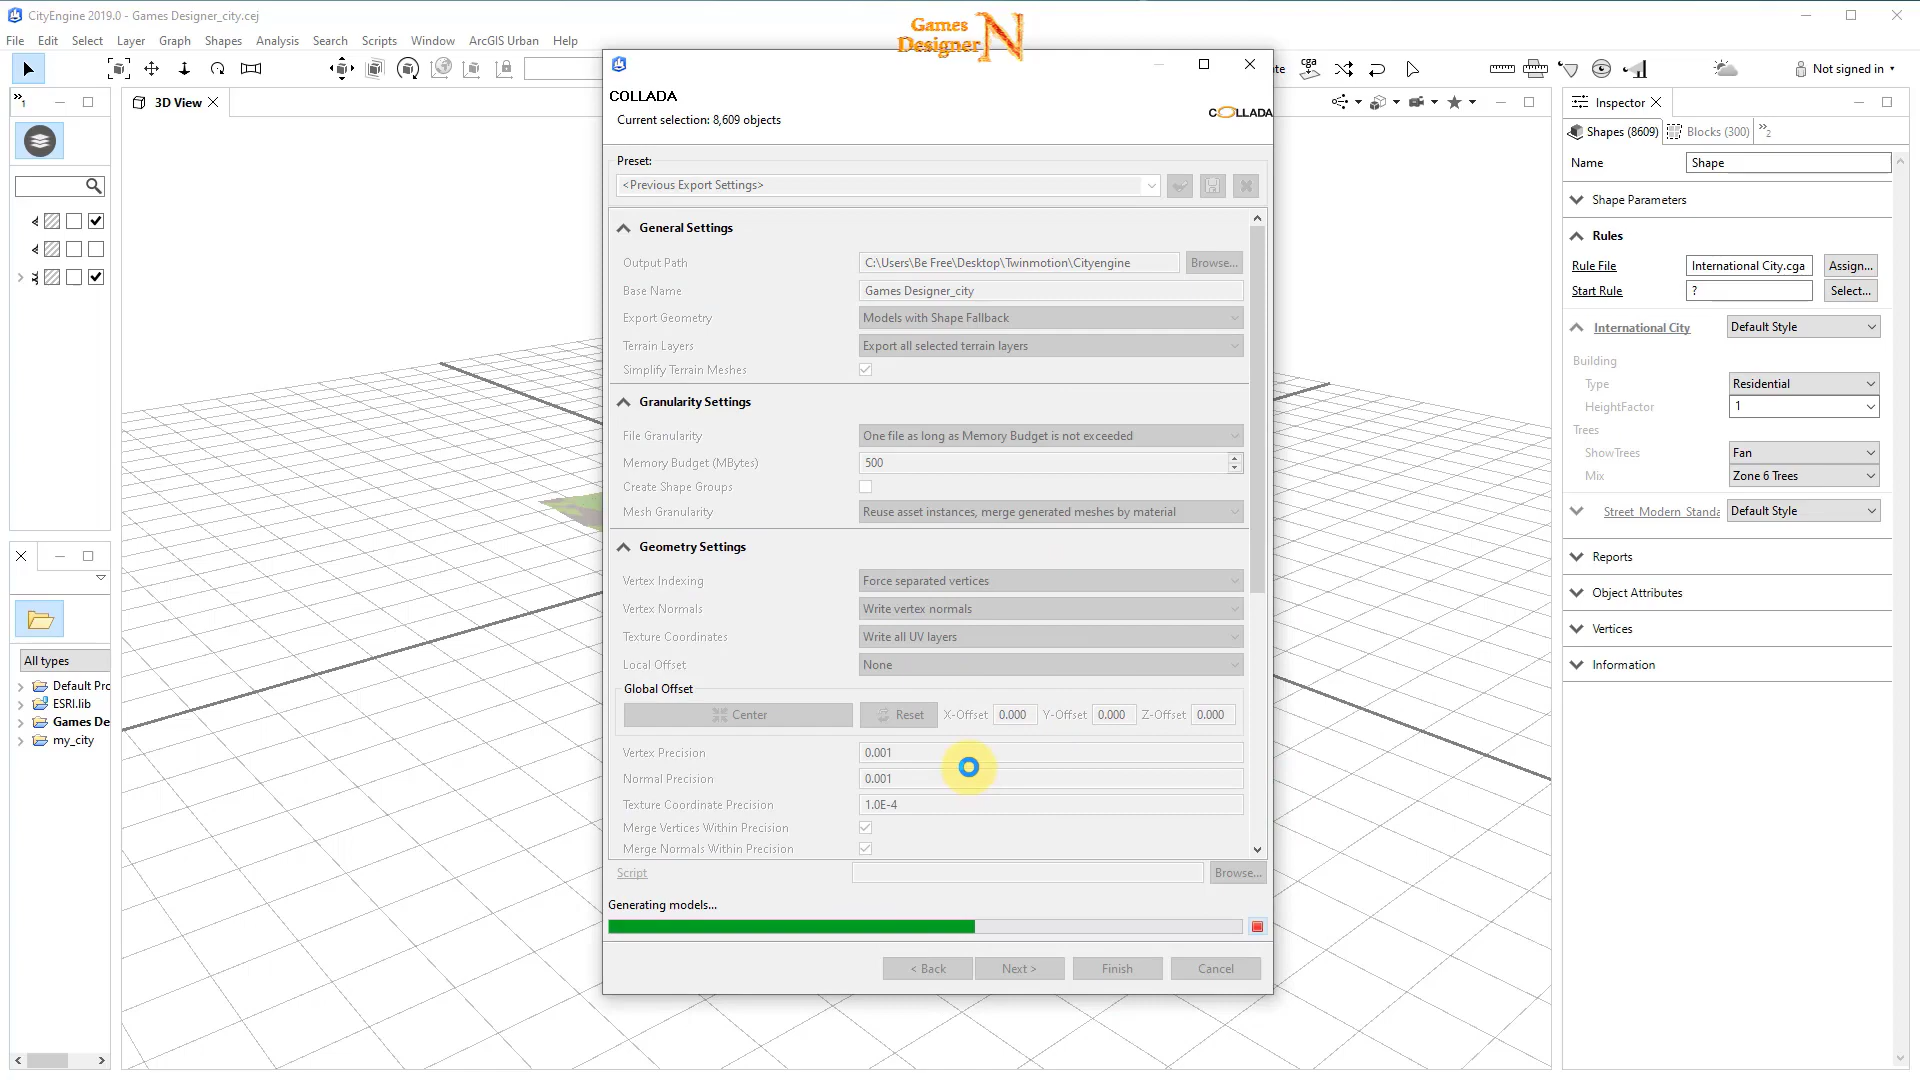 CityEngine 2019.0 - Games Designer_city.cej
File Edit Select Layer Graph Shapes Analysis Search Scripts Window ArcGIS Urban Help
Games
Designer N
cga
Not signed in
3D View
COLLADA
Current selection: 8,609 objects
COLLADA
Preset:
<Previous Export Settings>
General Settings
Output Path C:\Users\Be Free\Desktop\Twinmotion\Cityengine Browse...
Base Name Games Designer_city
Export Geometry Models with Shape Fallback
Terrain Layers Export all selected terrain layers
Simplify Terrain Meshes
Granularity Settings
File Granularity One file as long as Memory Budget is not exceeded
Memory Budget (MBytes) 500
Create Shape Groups
Mesh Granularity Reuse asset instances, merge generated meshes by material
Geometry Settings
Vertex Indexing Force separated vertices
Vertex Normals Write vertex normals
Texture Coordinates Write all UV layers
Local Offset None
Global Offset
Center Reset X-Offset 0.000 Y-Offset 0.000 Z-Offset 0.000
Vertex Precision 0.001
Normal Precision 0.001
Texture Coordinate Precision 1.0E-4
Merge Vertices Within Precision
Merge Normals Within Precision
Script Browse...
Generating models...
< Back Next > Finish Cancel
All types
Default Pro
ESRI.lib
Games De
my_city
Inspector
Shapes (8609) Blocks (300) 2
Name Shape
Shape Parameters
Rules
Rule File International City.cga Assign...
Start Rule ? Select...
International City Default Style
Building
Type Residential
HeightFactor 1
Trees
ShowTrees Fan
Mix Zone 6 Trees
Street Modern Standa Default Style
Reports
Object Attributes
Vertices
Information